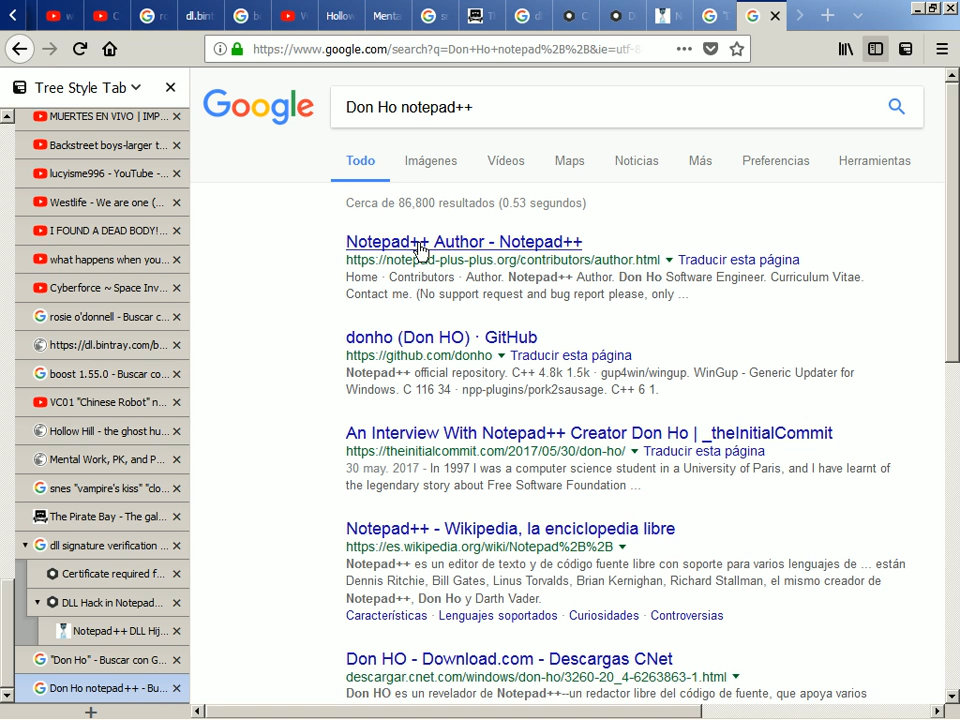 w
C
ro
dl.bint
b
W
Hollow
Menta
s
T
d
C
D
N
"
https://www.google.com/search?q=Don+Ho+notepad%2B%2B&ie=utf-8
Tree Style Tab
MUERTES EN VIVO | IMP...
Backstreet boys-larger t...
lucyisme996 - YouTube -...
Westlife - We are one (...
I FOUND A DEAD BODY!...
what happens when you...
Cyberforce ~ Space Inv...
rosie o'donnell - Buscar c...
https://dl.bintray.com/b...
boost 1.55.0 - Buscar co...
VC01 "Chinese Robot" n...
Hollow Hill - the ghost hu...
Mental Work, PK, and P...
snes "vampire's kiss" "clo...
The Pirate Bay - The gal...
dll signature verification ...
Certificate required f...
DLL Hack in Notepad...
Notepad++ DLL Hij...
"Don Ho" - Buscar con G...
Don Ho notepad++ - Bu...
Google
Don Ho notepad++
Todo Imágenes Vídeos Maps Noticias Más Preferencias Herramientas
Cerca de 86,800 resultados (0.53 segundos)
Notepad++ Author - Notepad++
https://notepad-plus-plus.org/contributors/author.html Traducir esta página
Home · Contributors · Author. Notepad++ Author. Don Ho Software Engineer. Curriculum Vitae.
Contact me. (No support request and bug report please, only ...
donho (Don HO) · GitHub
https://github.com/donho Traducir esta página
Notepad++ official repository. C++ 4.8k 1.5k · gup4win/wingup. WinGup - Generic Updater for
Windows. C 116 34 · npp-plugins/pork2sausage. C++ 6 1.
An Interview With Notepad++ Creator Don Ho | _theInitialCommit
https://theinitialcommit.com/2017/05/30/don-ho/ Traducir esta página
30 may. 2017 - In 1997 I was a computer science student in a University of Paris, and I have learnt of
the legendary story about Free Software Foundation ...
Notepad++ - Wikipedia, la enciclopedia libre
https://es.wikipedia.org/wiki/Notepad%2B%2B
Notepad++ es un editor de texto y de código fuente libre con soporte para varios lenguajes de ... están
Dennis Ritchie, Bill Gates, Linus Torvalds, Brian Kernighan, Richard Stallman, el mismo creador de
Notepad++, Don Ho y Darth Vader.
Características · Lenguajes soportados · Curiosidades · Controversias
Don HO - Download.com - Descargas CNet
descargar.cnet.com/windows/don-ho/3260-20_4-6263863-1.html
Don HO es un revelador de Notepad++--un redactor libre del código de fuente, que apoya varios